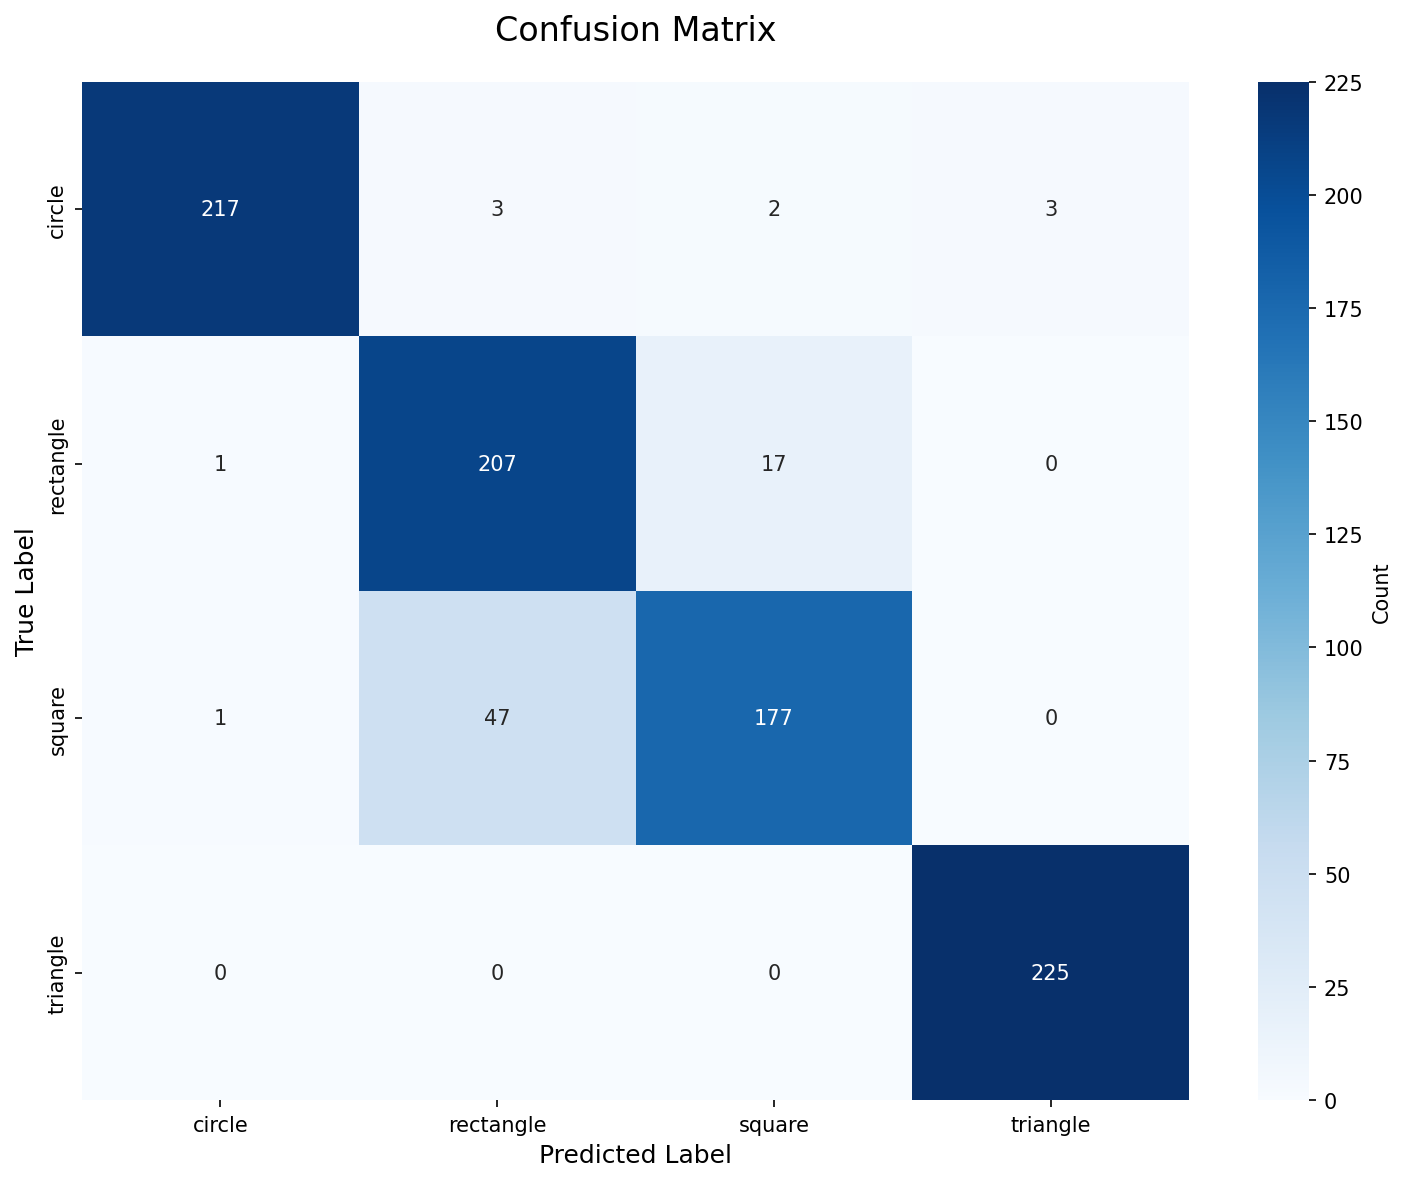 Confusion Matrix
True Label
circle
rectangle
square
triangle
217 3 2 3
1 207 17 0
1 47 177 0
0 0 0 225
circle rectangle square triangle
Predicted Label
225
200
175
150
125
100
75
50
25
0
Count